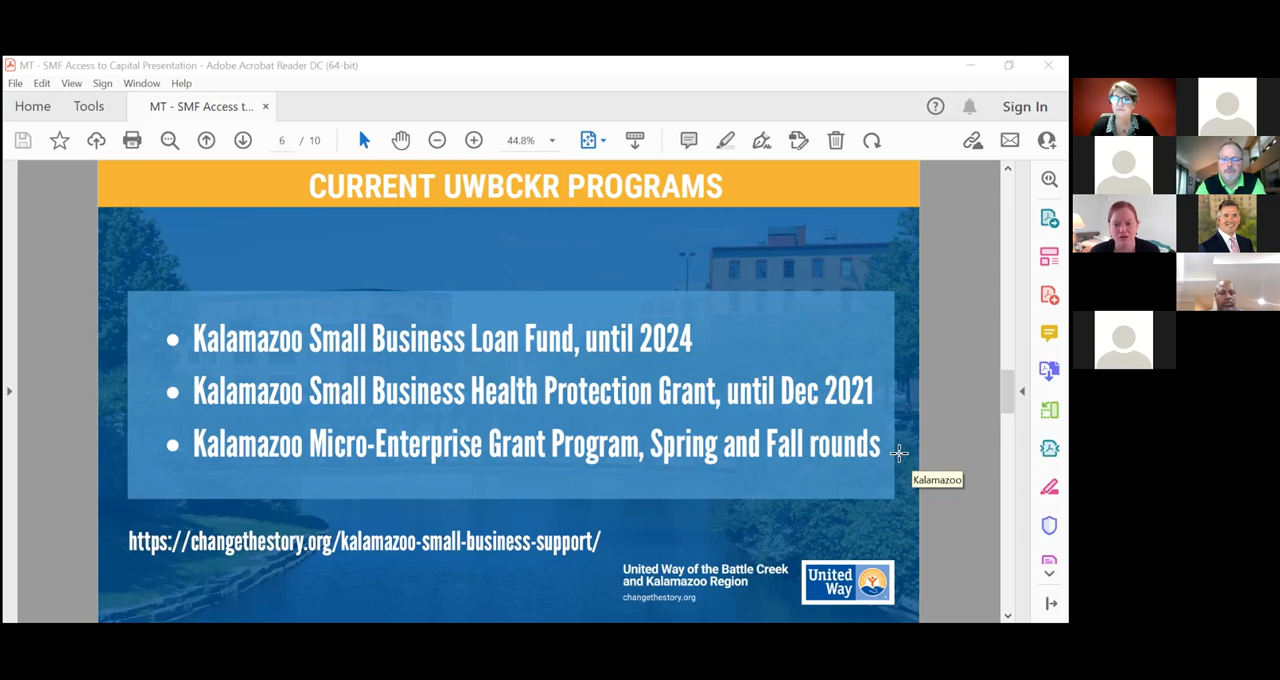 MT - SMF Access to Capital Presentation - Adobe Acrobat Reader DC (64-bit)
File Edit View Sign Window Help
Home Tools MT - SMF Access t... × Sign In
6 / 10 44.8%
CURRENT UWBCKR PROGRAMS
• Kalamazoo Small Business Loan Fund, until 2024
• Kalamazoo Small Business Health Protection Grant, until Dec 2021
• Kalamazoo Micro-Enterprise Grant Program, Spring and Fall rounds
Kalamazoo
https://changethestory.org/kalamazoo-small-business-support/
United Way of the Battle Creek
and Kalamazoo Region
changethestory.org
United
Way